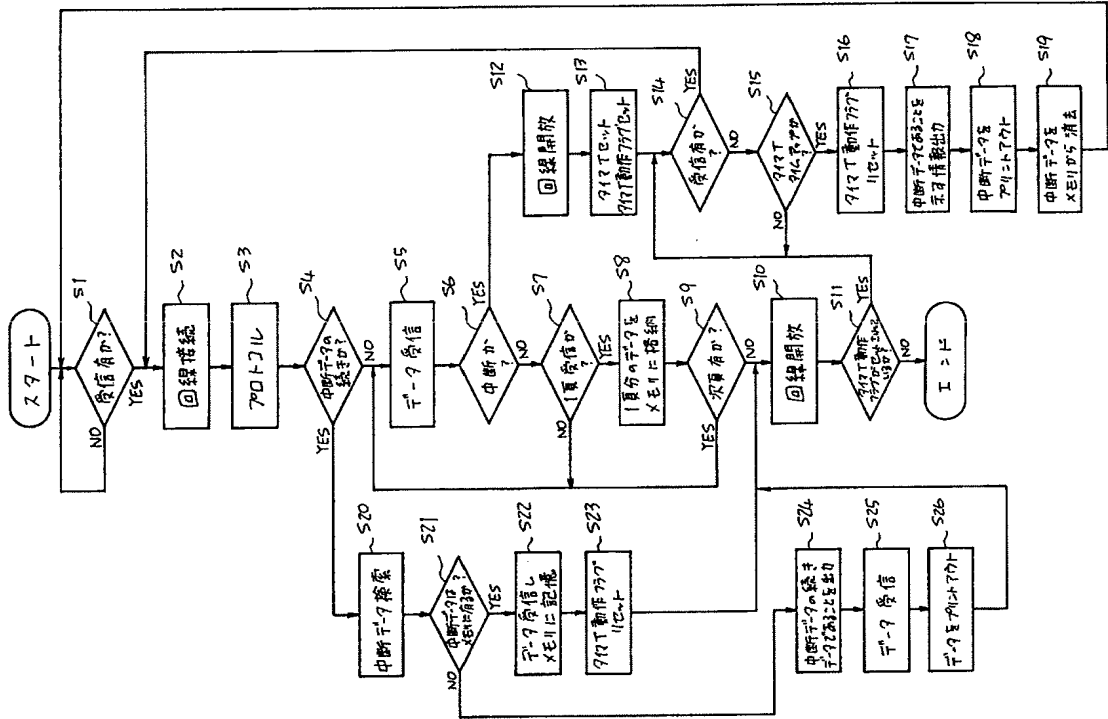 スタート
S1
受信有か?
NO
YES
S2
回線接続
S3
プロトコル
S4
中断データの
続きか?
YES
NO
S5
データ受信
S6
中断か
?
YES
NO
S7
1頁受信か
?
NO
YES
S8
1頁分のデータを
メモリに格納
S9
次頁有か?
YES
NO
S10
回線開放
S11
タイマT動作
フラグがセットされて
いるか?
YES
NO
エンド
S12
回線開放
S13
タイマTセット
タイマT動作フラグセット
S14
受信有か
?
YES
NO
S15
タイマT
タイムアップか
?
NO
YES
S16
タイマT動作フラグ
リセット
S17
中断データであることを
示す情報出力
S18
中断データを
プリントアウト
S19
中断データを
メモリから消去
S20
中断データ検索
S21
中断データは
メモリに有るか?
NO
YES
S22
データ受信し
メモリに記憶
S23
タイマT動作フラグ
リセット
S24
中断データの続き
データであることを出力
S25
データ受信
S26
データをプリントアウト